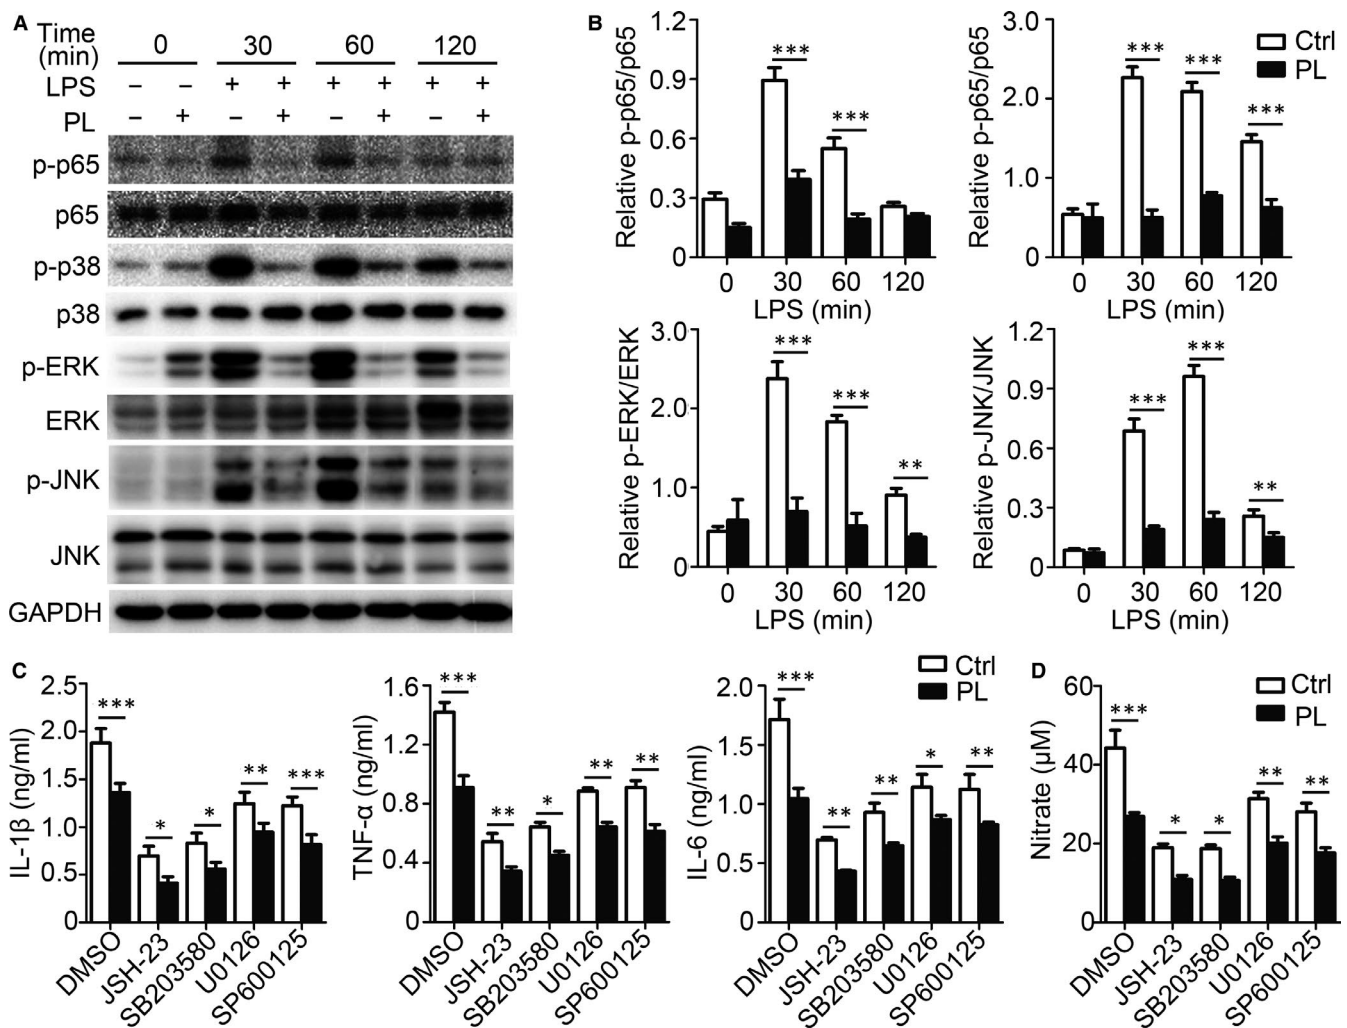 A
Time
(min)
0 30 60 120
LPS − − + + + + + +
PL − + − + − + − +
p-p65
p65
p-p38
p38
p-ERK
ERK
p-JNK
JNK
GAPDH
B
Relative p-p65/p65
1.2
0.9
0.6
0.3
0
***
***
0 30 60 120
LPS (min)
Relative p-p65/p65
3.0
2.0
1.0
0
***
***
***
0 30 60 120
LPS (min)
Ctrl
PL
Relative p-ERK/ERK
3.0
2.0
1.0
0
***
***
**
0 30 60 120
LPS (min)
Relative p-JNK/JNK
1.2
0.9
0.6
0.3
0
***
***
**
0 30 60 120
LPS (min)
C
IL-1β (ng/ml)
2.5
2.0
1.5
1.0
0.5
0
***
*
*
**
***
DMSO
JSH-23
SB203580
U0126
SP600125
TNF-α (ng/ml)
1.6
1.2
0.8
0.4
0
***
**
*
**
**
DMSO
JSH-23
SB203580
U0126
SP600125
IL-6 (ng/ml)
2.0
1.5
1.0
0.5
0
***
**
**
*
**
DMSO
JSH-23
SB203580
U0126
SP600125
Ctrl
PL
D
Nitrate (μM)
60
40
20
0
***
*
*
**
**
DMSO
JSH-23
SB203580
U0126
SP600125
Ctrl
PL